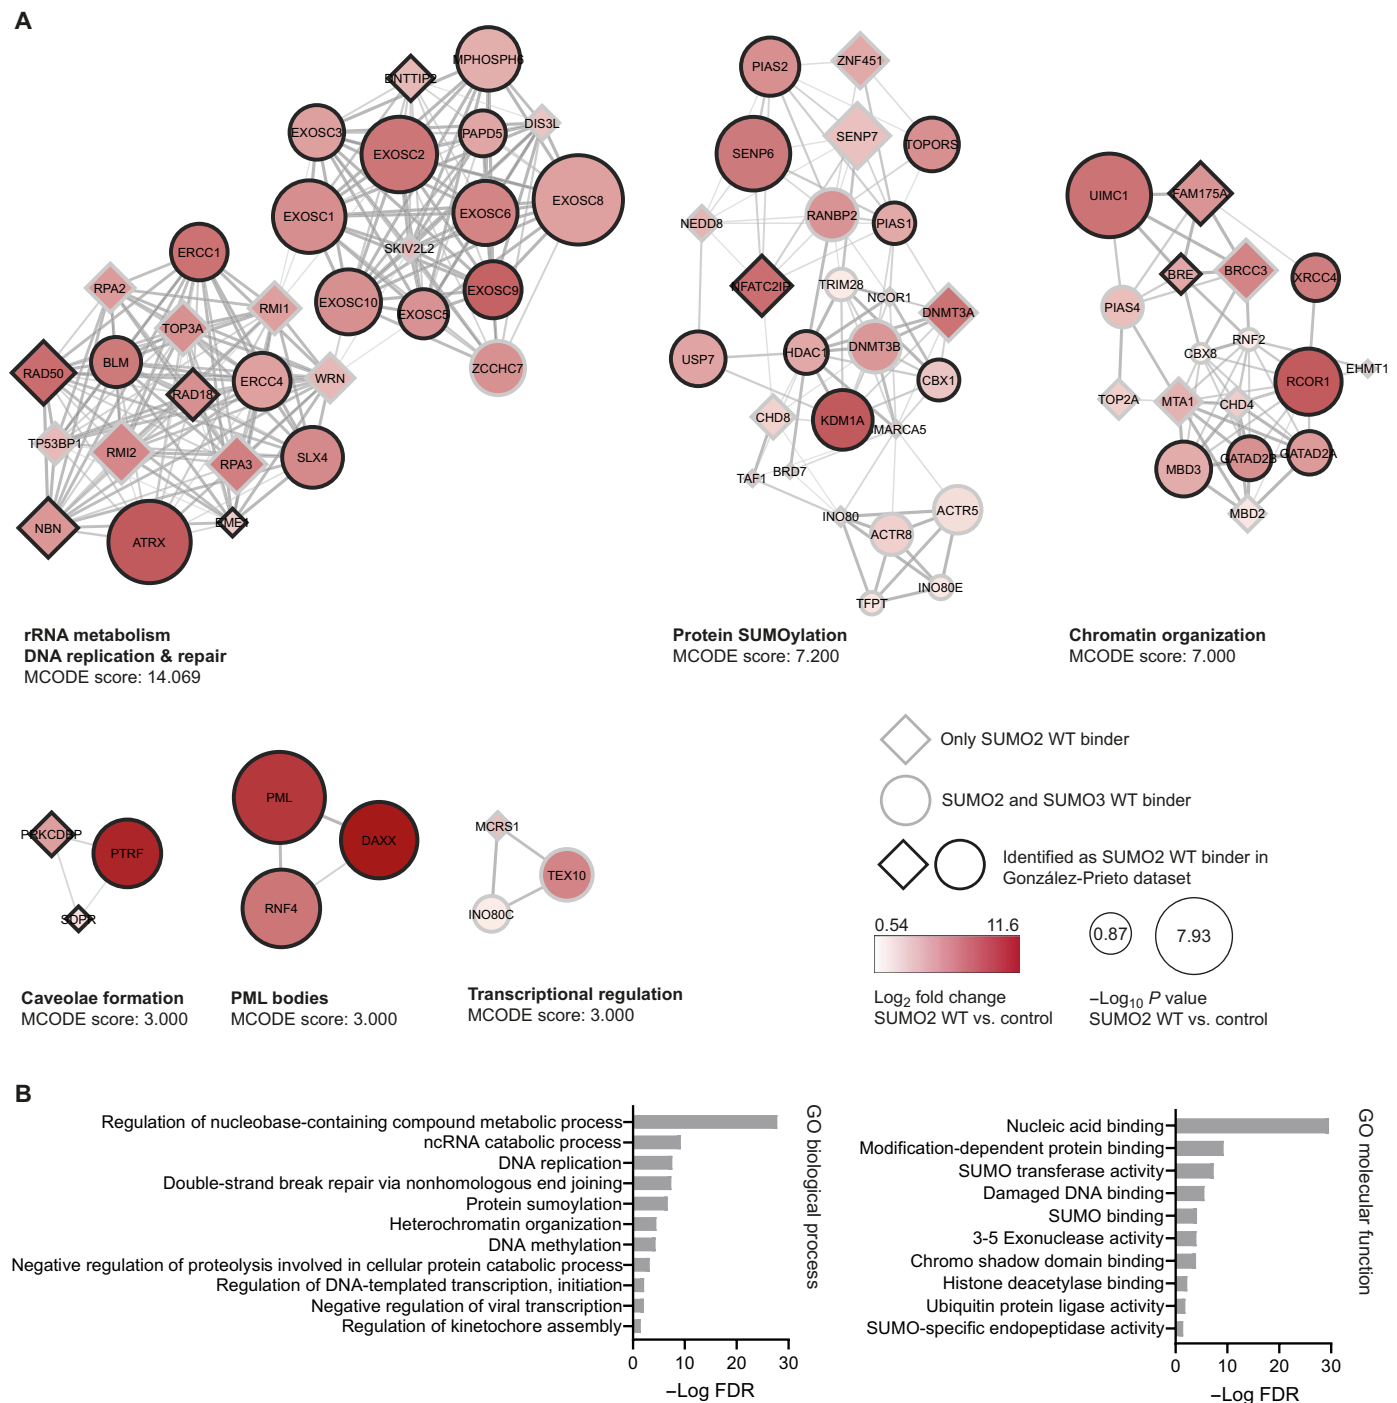 A
MPHOSPH6
DNTTIP2
EXOSC3
PAPD5
DIS3L
EXOSC2
EXOSC8
EXOSC1
EXOSC6
SKIV2L2
EXOSC10
EXOSC9
EXOSC5
ZCCHC7
ERCC1
RPA2
RMI1
TOP3A
BLM
RAD50
ERCC4
WRN
RAD18
TP53BP1
RMI2
RPA3
SLX4
NBN
EME1
ATRX
rRNA metabolism
DNA replication & repair
MCODE score: 14.069
PIAS2
ZNF451
SENP7
SENP6
TOPORS
NEDD8
RANBP2
PIAS1
NFATC2IP
TRIM28
NCOR1
DNMT3A
USP7
HDAC1
DNMT3B
CBX1
CHD8
KDM1A
SMARCA5
TAF1
BRD7
INO80
ACTR5
ACTR8
INO80E
TFPT
Protein SUMOylation
MCODE score: 7.200
UIMC1
FAM175A
BRE
BRCC3
XRCC4
PIAS4
RNF2
CBX8
EHMT1
RCOR1
TOP2A
MTA1
CHD4
MBD3
GATAD2B
GATAD2A
MBD2
Chromatin organization
MCODE score: 7.000
PRKCDBP
PTRF
SDPR
Caveolae formation
MCODE score: 3.000
PML
DAXX
RNF4
PML bodies
MCODE score: 3.000
MCRS1
TEX10
INO80C
Transcriptional regulation
MCODE score: 3.000
Only SUMO2 WT binder
SUMO2 and SUMO3 WT binder
Identified as SUMO2 WT binder in
González-Prieto dataset
0.54 11.6
Log2 fold change
SUMO2 WT vs. control
0.87 7.93
–Log10 P value
SUMO2 WT vs. control
B
Regulation of nucleobase-containing compound metabolic process
ncRNA catabolic process
DNA replication
Double-strand break repair via nonhomologous end joining
Protein sumoylation
Heterochromatin organization
DNA methylation
Negative regulation of proteolysis involved in cellular protein catabolic process
Regulation of DNA-templated transcription, initiation
Negative regulation of viral transcription
Regulation of kinetochore assembly
0 10 20 30
–Log FDR
GO biological process
Nucleic acid binding
Modification-dependent protein binding
SUMO transferase activity
Damaged DNA binding
SUMO binding
3-5 Exonuclease activity
Chromo shadow domain binding
Histone deacetylase binding
Ubiquitin protein ligase activity
SUMO-specific endopeptidase activity
0 10 20 30
–Log FDR
GO molecular function